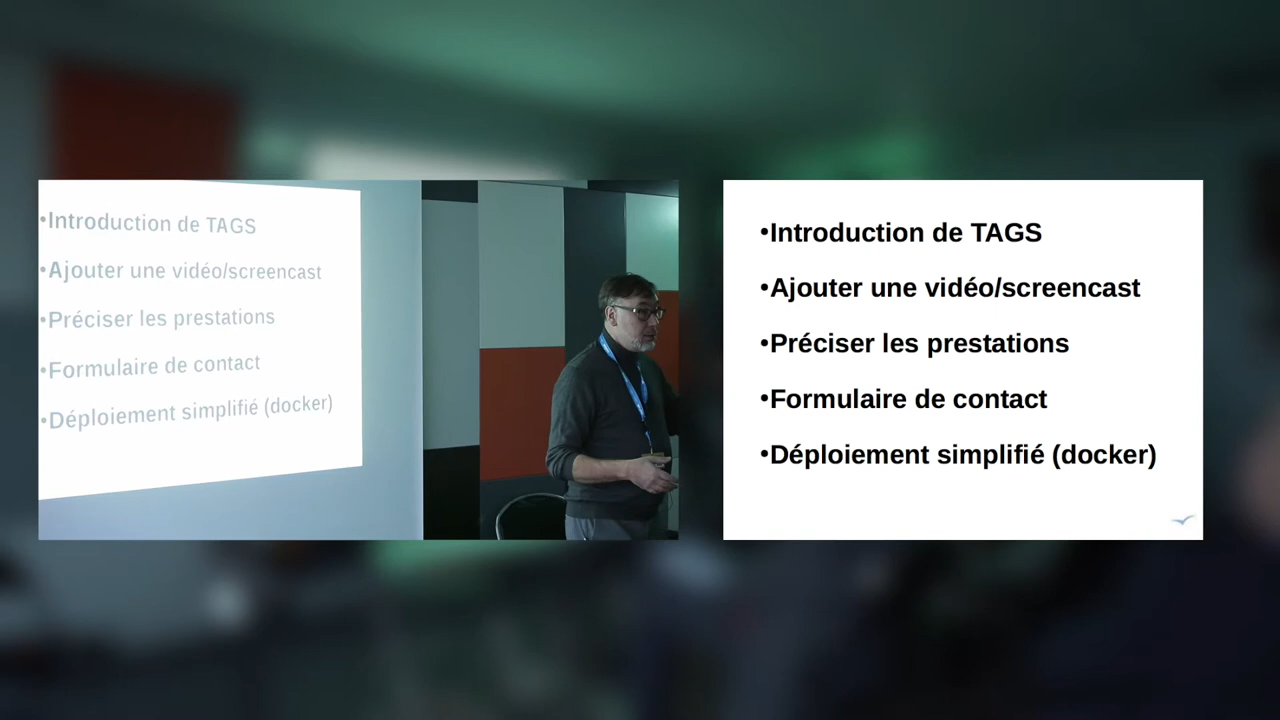 •Introduction de TAGS
•Ajouter une vidéo/screencast
•Préciser les prestations
•Formulaire de contact
•Déploiement simplifié (docker)
•Introduction de TAGS
•Ajouter une vidéo/screencast
•Préciser les prestations
•Formulaire de contact
•Déploiement simplifié (docker)